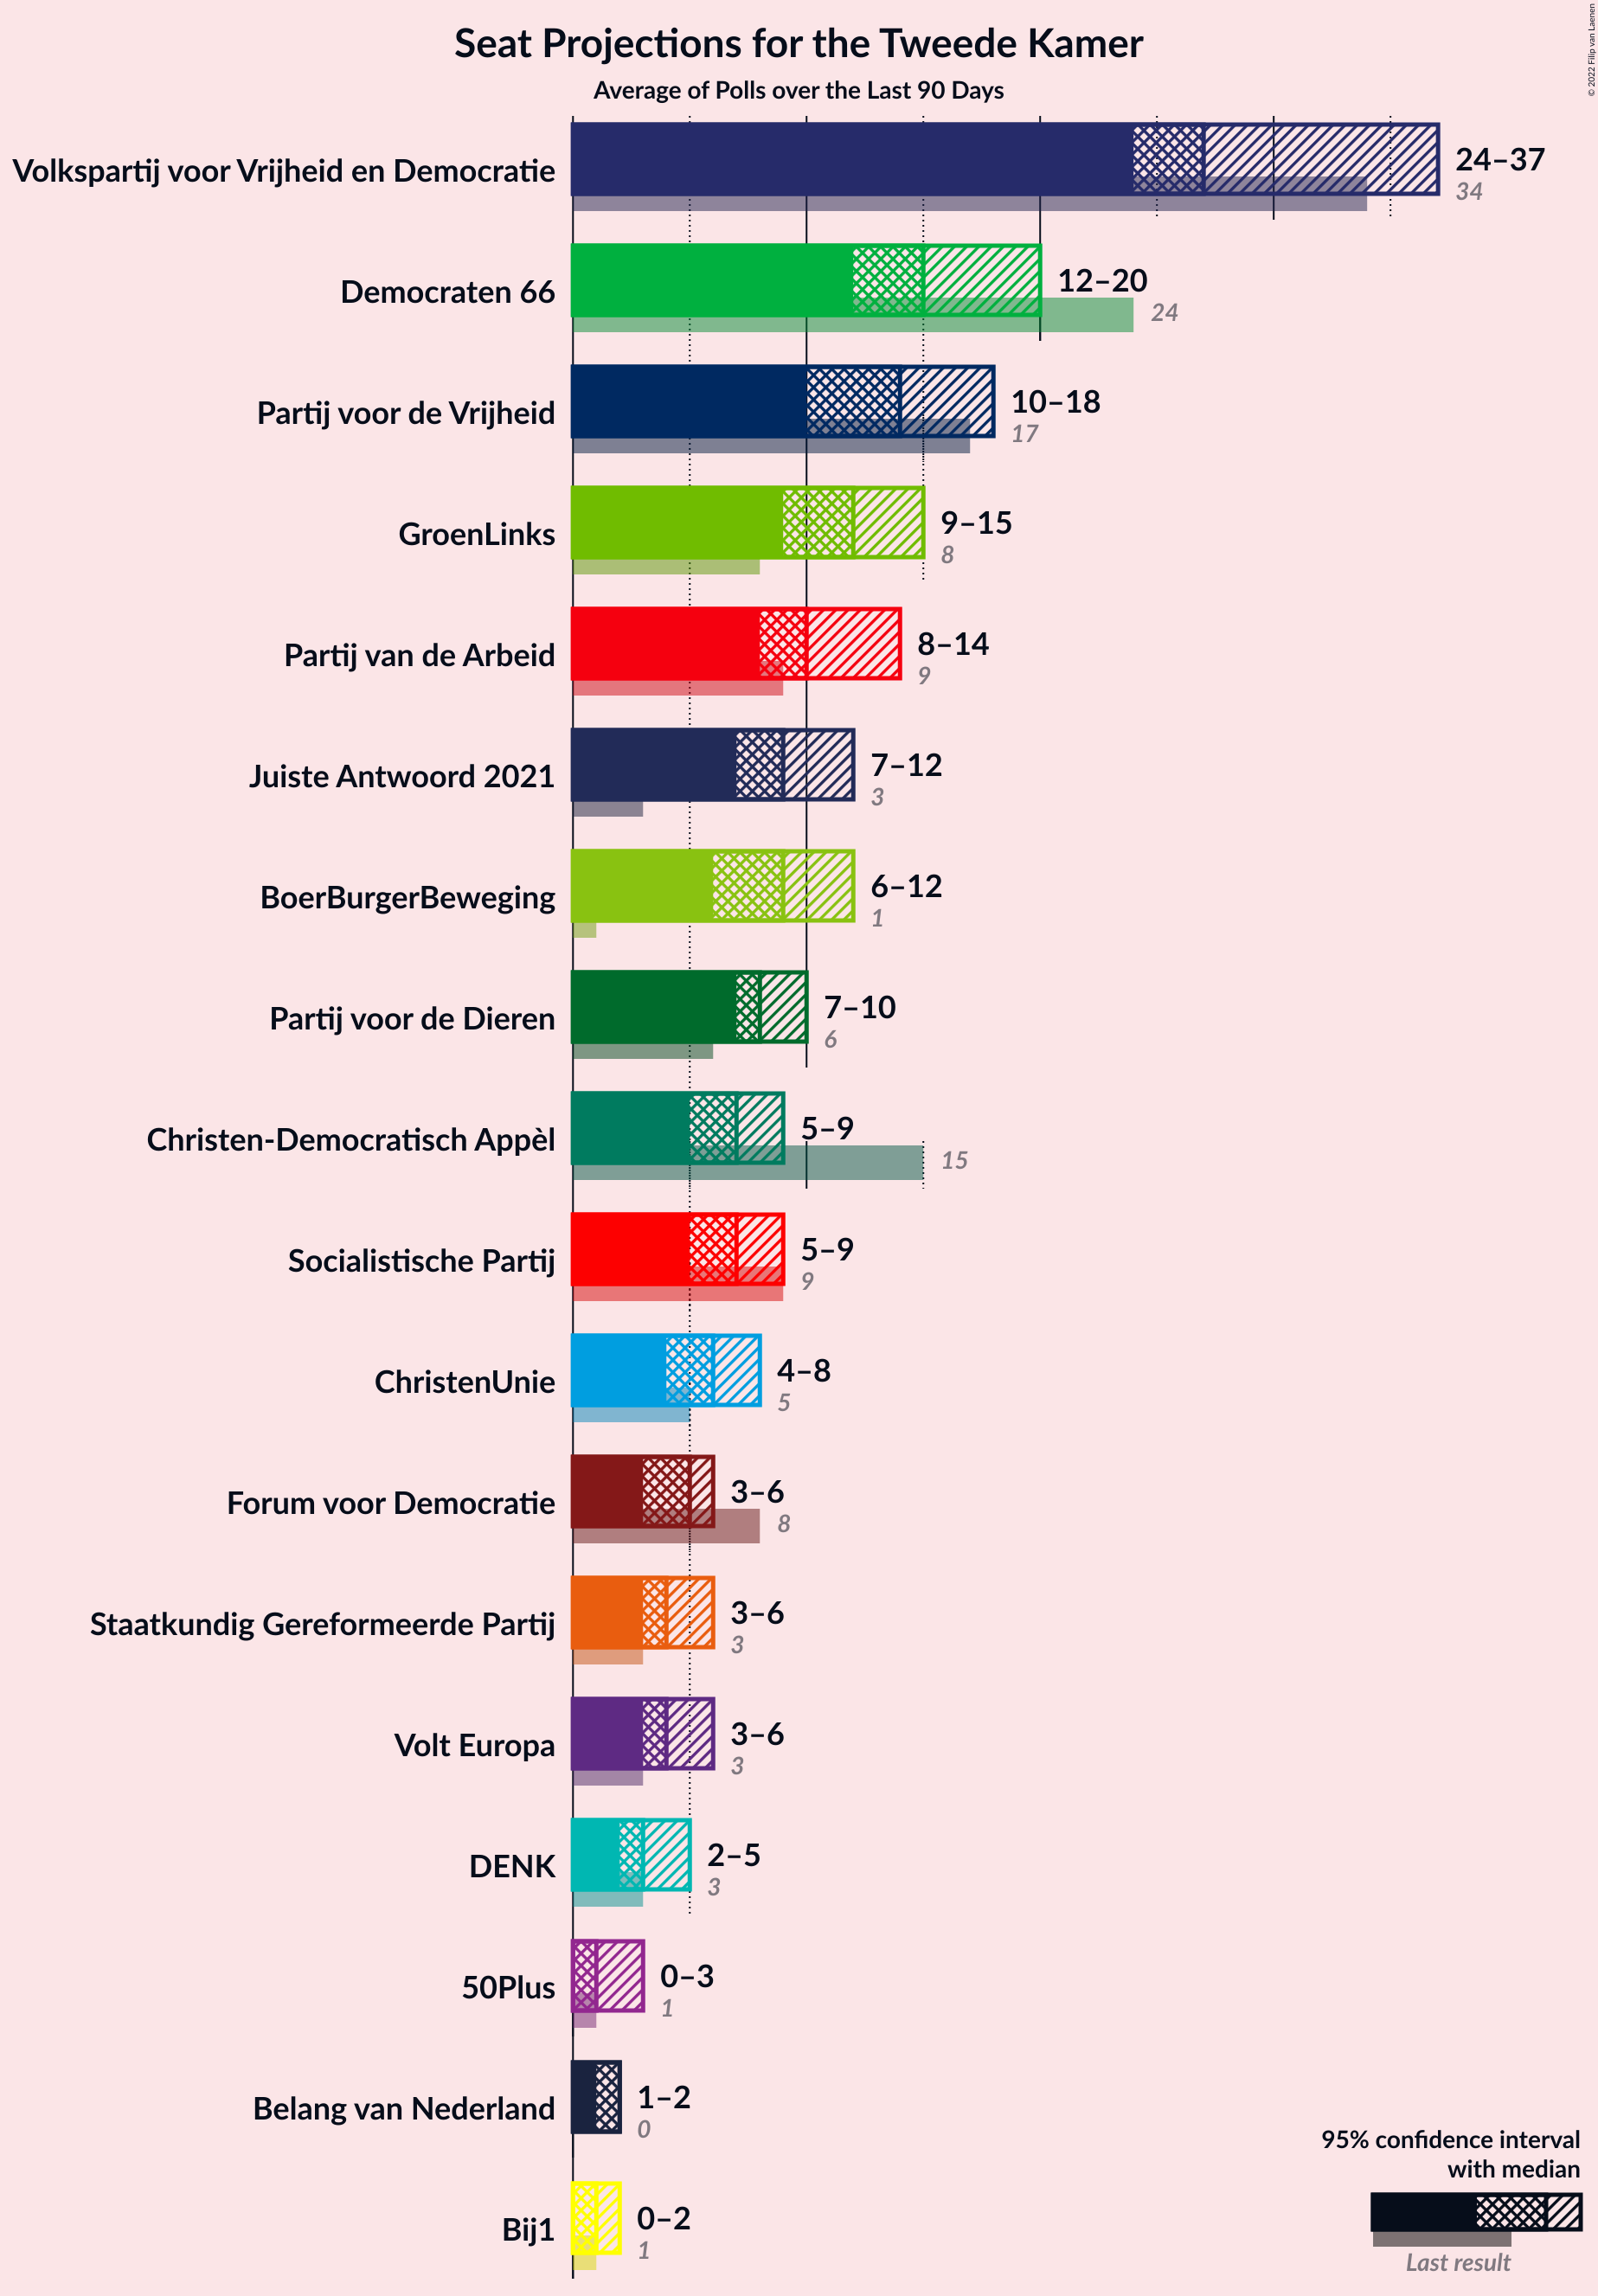 Seat Projections for the Tweede Kamer
Average of Polls over the Last 90 Days
© 2022 Filip van Laenen
Volkspartij voor Vrijheid en Democratie
24–37
34
Democraten 66
12–20
24
Partij voor de Vrijheid
10–18
17
GroenLinks
9–15
8
Partij van de Arbeid
8–14
9
Juiste Antwoord 2021
7–12
3
BoerBurgerBeweging
6–12
1
Partij voor de Dieren
7–10
6
Christen-Democratisch Appèl
5–9
15
Socialistische Partij
5–9
9
ChristenUnie
4–8
5
Forum voor Democratie
3–6
8
Staatkundig Gereformeerde Partij
3–6
3
Volt Europa
3–6
3
DENK
2–5
3
50Plus
0–3
1
Belang van Nederland
1–2
0
Bij1
0–2
1
95% confidence interval
with median
Last result